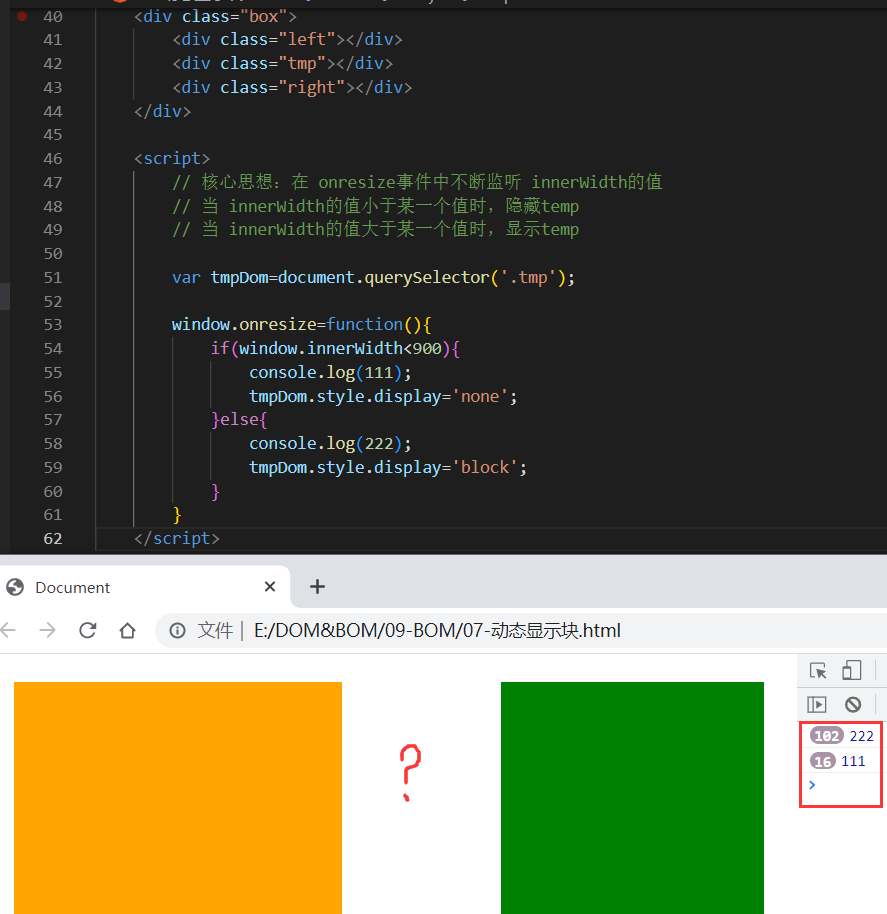 40 <div class="box">
41 <div class="left"></div>
42 <div class="tmp"></div>
43 <div class="right"></div>
44 </div>
45
46 <script>
47 // 核心思想：在 onresize事件中不断监听 innerWidth的值
48 // 当 innerWidth的值小于某一个值时，隐藏temp
49 // 当 innerWidth的值大于某一个值时，显示temp
50
51 var tmpDom=document.querySelector('.tmp');
52
53 window.onresize=function(){
54 if(window.innerWidth<900){
55 console.log(111);
56 tmpDom.style.display='none';
57 }else{
58 console.log(222);
59 tmpDom.style.display='block';
60 }
61 }
62 </script>
Document
文件 | E:/DOM&BOM/09-BOM/07-动态显示块.html
?
102 222
16 111